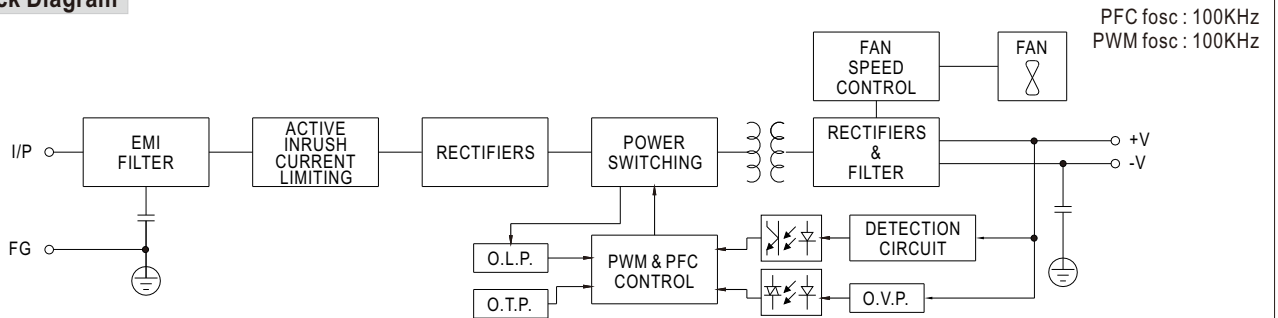 ck Diagram
PFC fosc : 100KHz
PWM fosc : 100KHz
FAN
SPEED
CONTROL
FAN
I/P
EMI
FILTER
ACTIVE
INRUSH
CURRENT
LIMITING
RECTIFIERS
POWER
SWITCHING
RECTIFIERS
&
FILTER
+V
-V
FG
O.L.P.
O.T.P.
PWM & PFC
CONTROL
DETECTION
CIRCUIT
O.V.P.